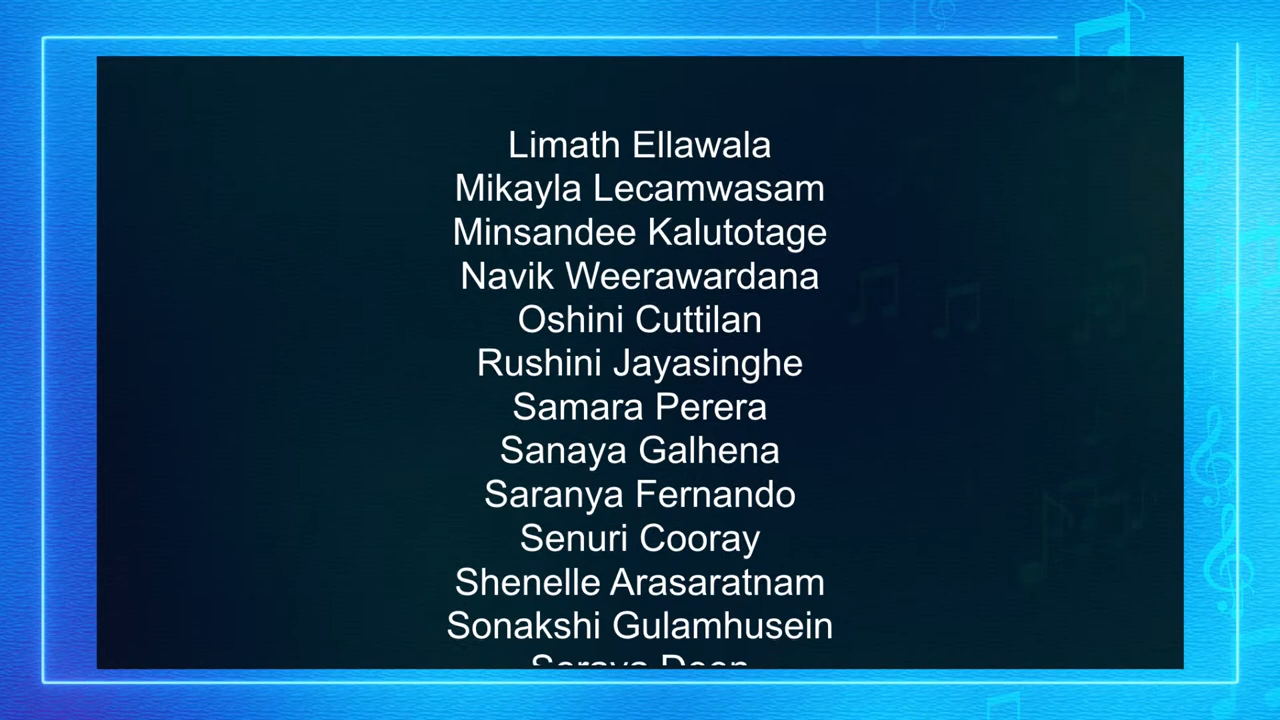 Limath Ellawala
Mikayla Lecamwasam
Minsandee Kalutotage
Navik Weerawardana
Oshini Cuttilan
Rushini Jayasinghe
Samara Perera
Sanaya Galhena
Saranya Fernando
Senuri Cooray
Shenelle Arasaratnam
Sonakshi Gulamhusein